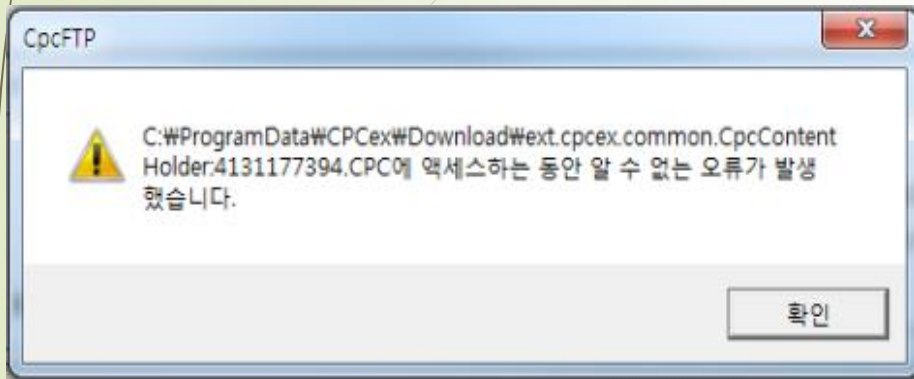 CpcFTP
C:₩ProgramData₩CPCex₩Download₩ext.cpcex.common.CpcContent
Holder:4131177394.CPC에 액세스하는 동안 알 수 없는 오류가 발생
했습니다.
확인